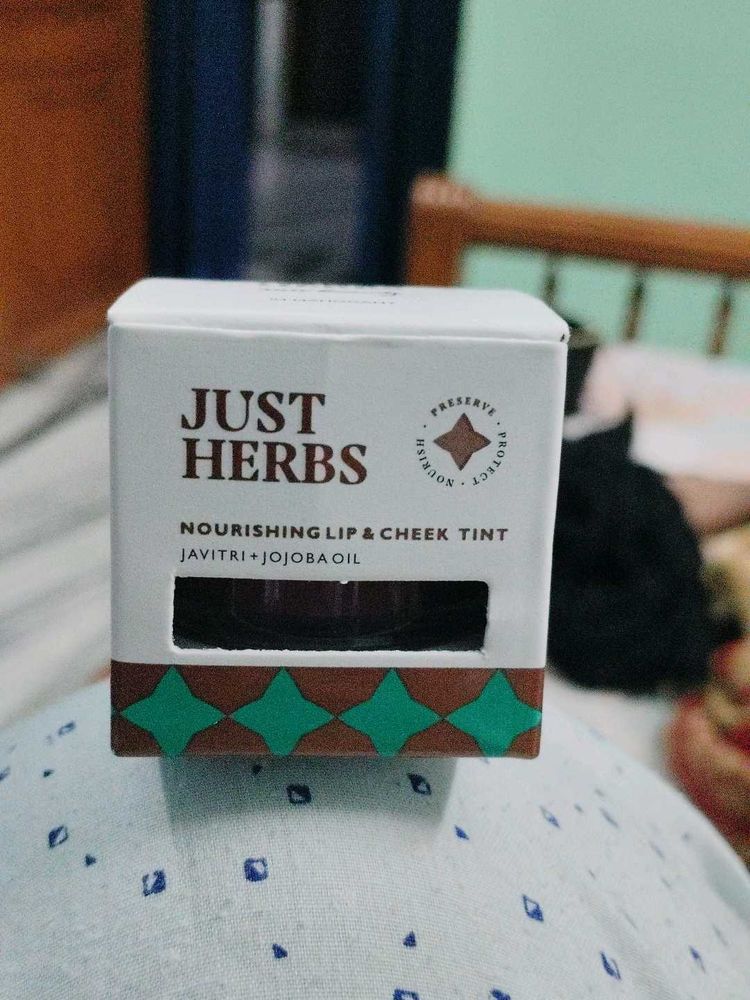 JUST
HERBS
· PRESERVE · PROTECT · NOURISH
NOURISHING LIP & CHEEK TINT
JAVITRI + JOJOBA OIL